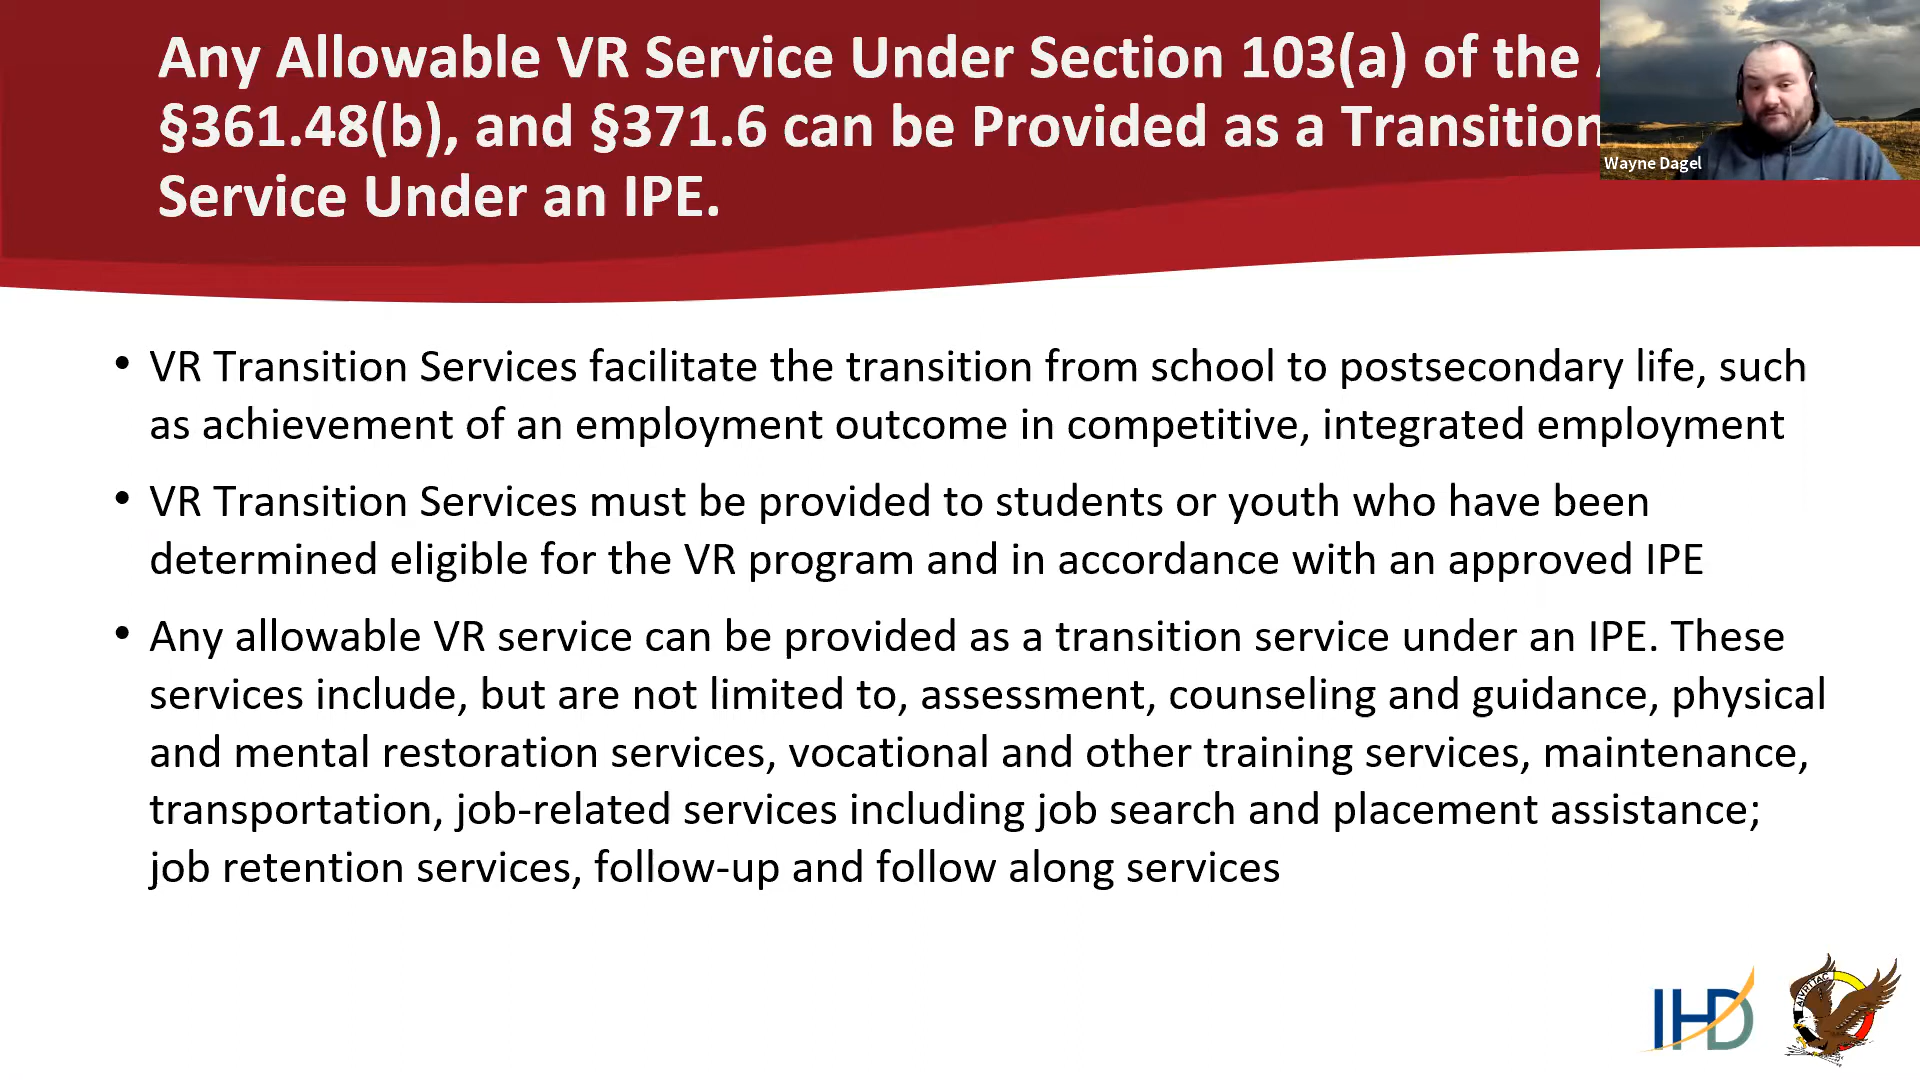 Any Allowable VR Service Under Section 103(a) of the
§361.48(b), and §371.6 can be Provided as a Transition
Service Under an IPE.
Wayne Dagel
• VR Transition Services facilitate the transition from school to postsecondary life, such
as achievement of an employment outcome in competitive, integrated employment
• VR Transition Services must be provided to students or youth who have been
determined eligible for the VR program and in accordance with an approved IPE
• Any allowable VR service can be provided as a transition service under an IPE. These
services include, but are not limited to, assessment, counseling and guidance, physical
and mental restoration services, vocational and other training services, maintenance,
transportation, job-related services including job search and placement assistance;
job retention services, follow-up and follow along services
IHD
AIVRTTAC